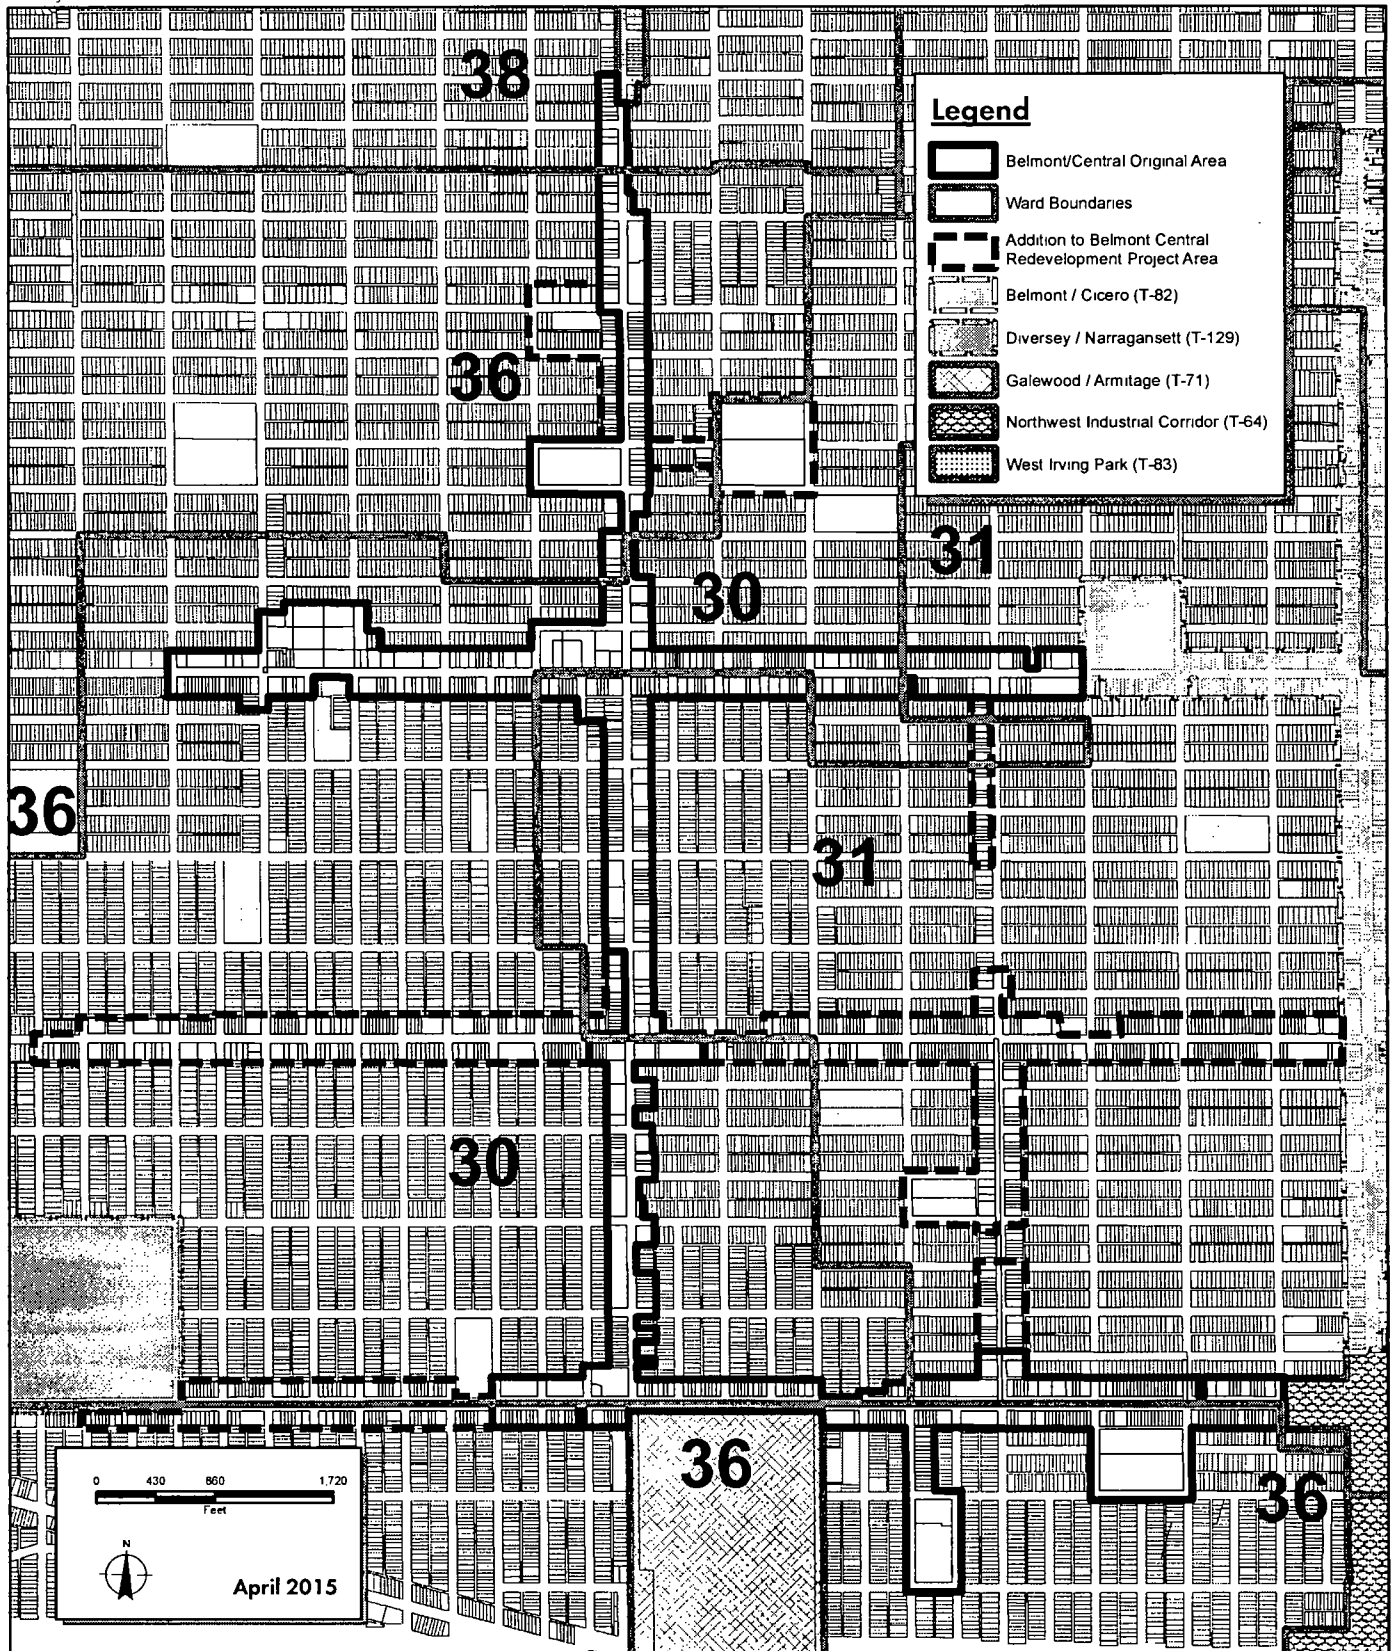 38
Legend
Belmont/Central Original Area
Ward Boundaries
Addition to Belmont Central
Redevelopment Project Area
Belmont / Cicero (T-82)
Diversey / Narragansett (T-129)
Galewood / Armitage (T-71)
Northwest Industrial Corridor (T-64)
West Irving Park (T-83)
36
31
30
36
31
30
36
36
0 430 860 1,720
Feet
N
April 2015